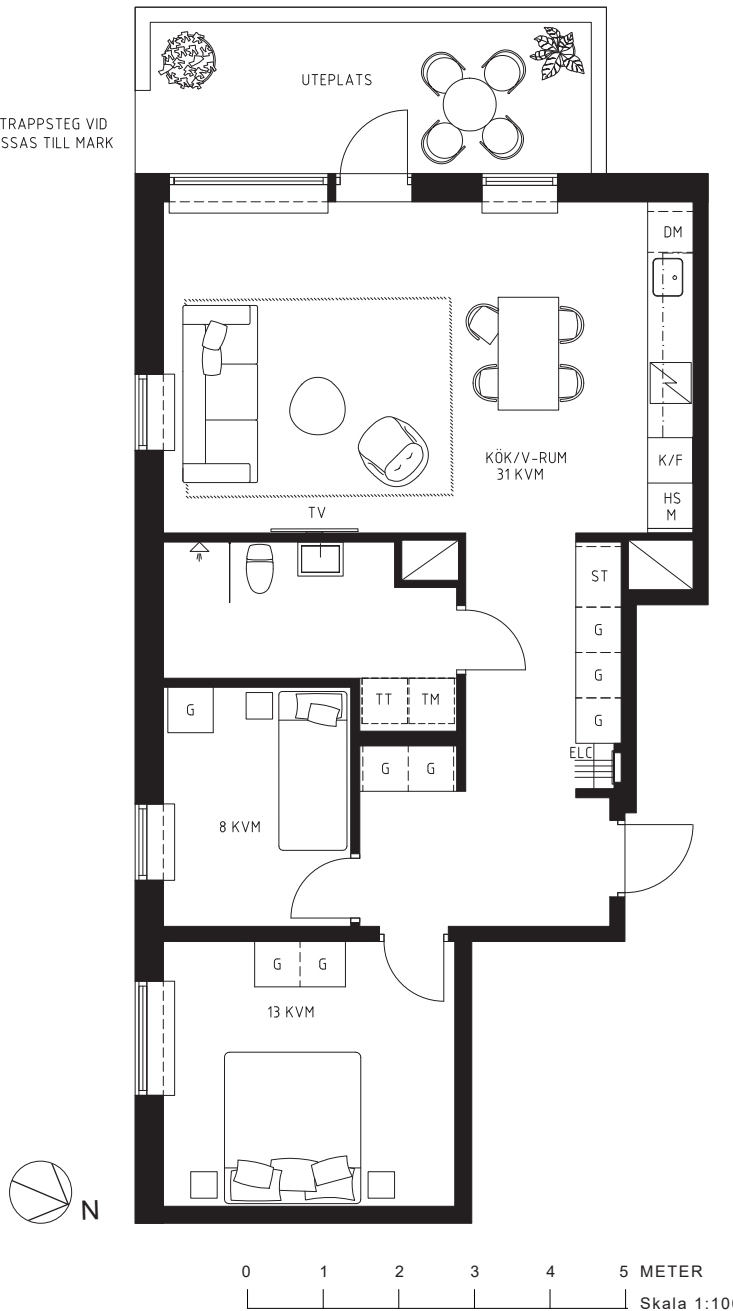 UTEPLATS
TRAPPSTEG VID
SSAS TILL MARK
DM
KÖK/V-RUM
31 KVM
K/F
HS
M
TV
ST
G
G
G
TT TM
G
ELC
G G
8 KVM
G G
13 KVM
N
0 1 2 3 4 5 METER
Skala 1:100